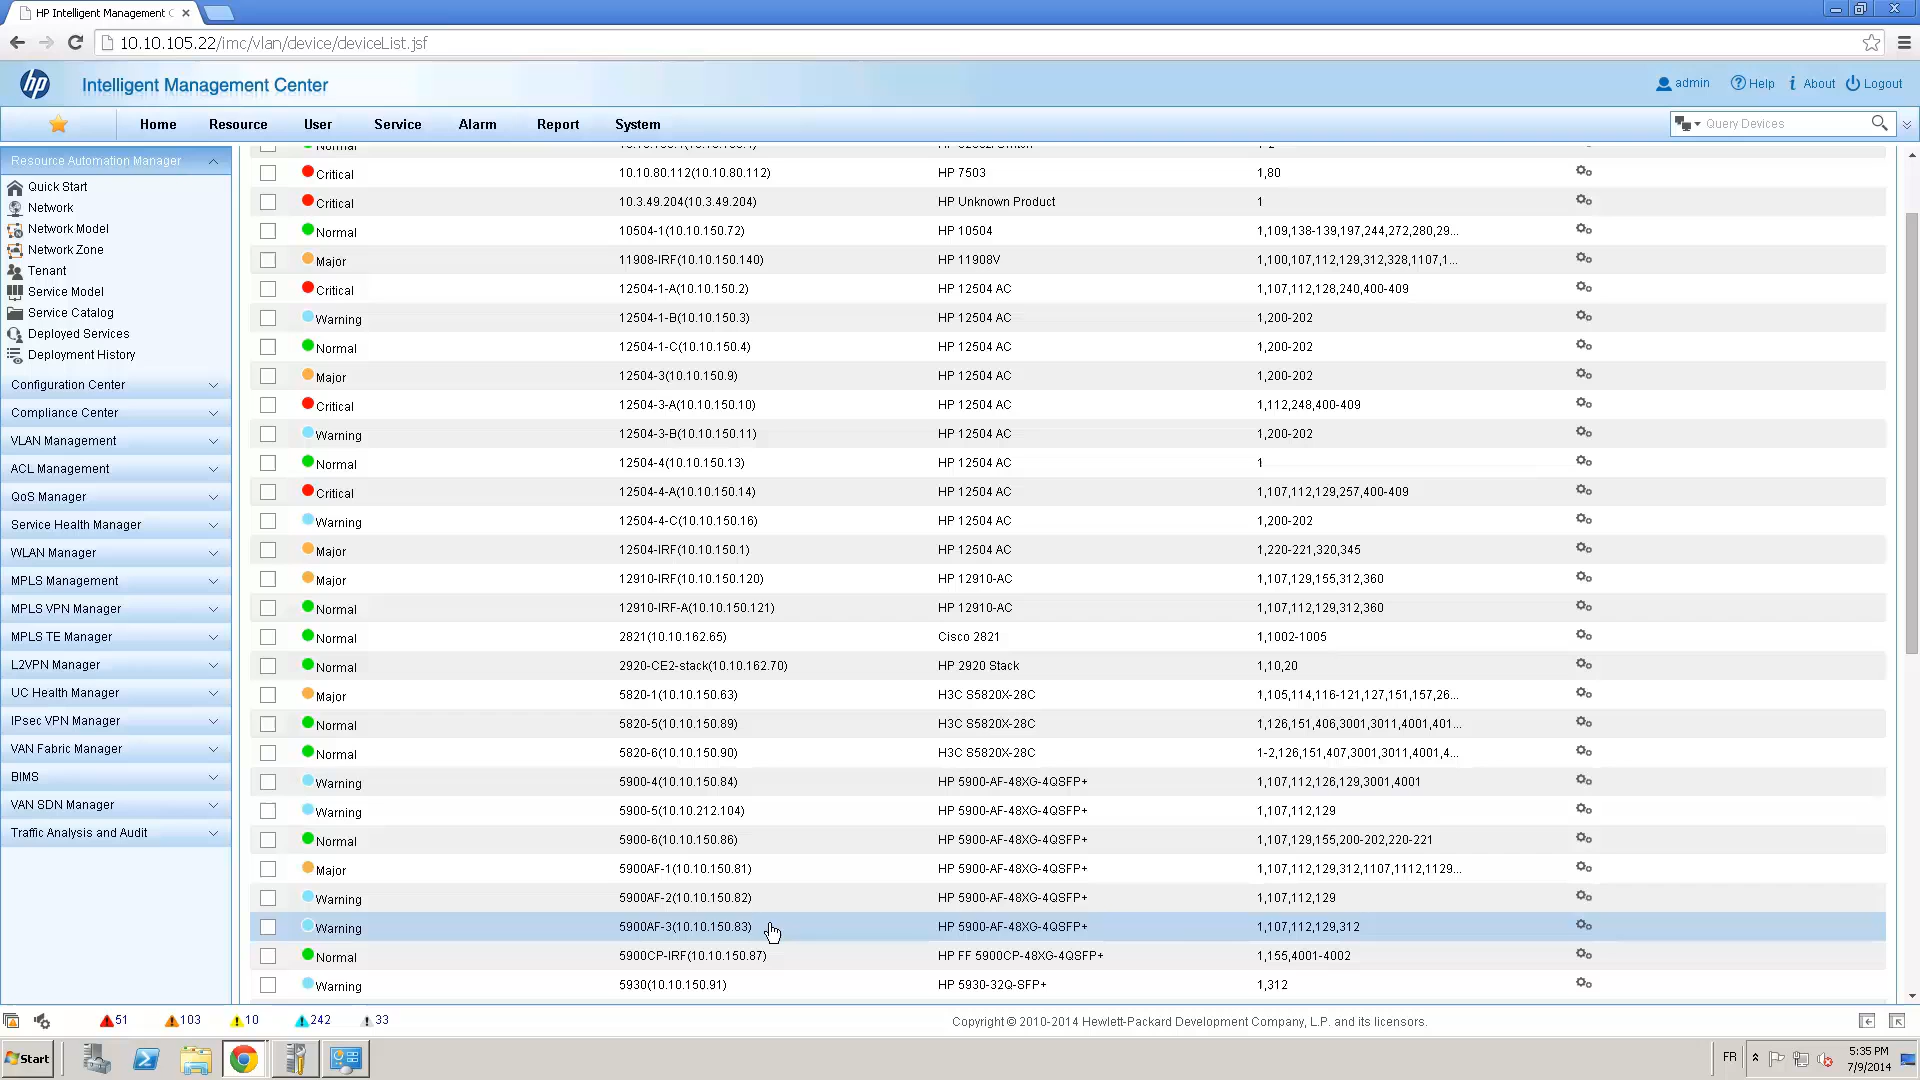 HP Intelligent Management C
10.10.105.22/imc/vlan/device/deviceList.jsf
hp Intelligent Management Center
admin Help About Logout
Home Resource User Service Alarm Report System
Query Devices
Resource Automation Manager
Quick Start
Network
Network Model
Network Zone
Tenant
Service Model
Service Catalog
Deployed Services
Deployment History
Configuration Center
Compliance Center
VLAN Management
ACL Management
QoS Manager
Service Health Manager
WLAN Manager
MPLS Management
MPLS VPN Manager
MPLS TE Manager
L2VPN Manager
UC Health Manager
IPsec VPN Manager
VAN Fabric Manager
BIMS
VAN SDN Manager
Traffic Analysis and Audit
Normal
Critical 10.10.80.112(10.10.80.112) HP 7503 1,80
Critical 10.3.49.204(10.3.49.204) HP Unknown Product 1
Normal 10504-1(10.10.150.72) HP 10504 1,109,138-139,197,244,272,280,29...
Major 11908-IRF(10.10.150.140) HP 11908V 1,100,107,112,129,312,328,1107,1...
Critical 12504-1-A(10.10.150.2) HP 12504 AC 1,107,112,128,240,400-409
Warning 12504-1-B(10.10.150.3) HP 12504 AC 1,200-202
Normal 12504-1-C(10.10.150.4) HP 12504 AC 1,200-202
Major 12504-3(10.10.150.9) HP 12504 AC 1,200-202
Critical 12504-3-A(10.10.150.10) HP 12504 AC 1,112,248,400-409
Warning 12504-3-B(10.10.150.11) HP 12504 AC 1,200-202
Normal 12504-4(10.10.150.13) HP 12504 AC 1
Critical 12504-4-A(10.10.150.14) HP 12504 AC 1,107,112,129,257,400-409
Warning 12504-4-C(10.10.150.16) HP 12504 AC 1,200-202
Major 12504-IRF(10.10.150.1) HP 12504 AC 1,220-221,320,345
Major 12910-IRF(10.10.150.120) HP 12910-AC 1,107,129,155,312,360
Normal 12910-IRF-A(10.10.150.121) HP 12910-AC 1,107,112,129,312,360
Normal 2821(10.10.162.65) Cisco 2821 1,1002-1005
Normal 2920-CE2-stack(10.10.162.70) HP 2920 Stack 1,10,20
Major 5820-1(10.10.150.63) H3C S5820X-28C 1,105,114,116-121,127,151,157,26...
Normal 5820-5(10.10.150.89) H3C S5820X-28C 1,126,151,406,3001,3011,4001,401...
Normal 5820-6(10.10.150.90) H3C S5820X-28C 1-2,126,151,407,3001,3011,4001,4...
Warning 5900-4(10.10.150.84) HP 5900-AF-48XG-4QSFP+ 1,107,112,126,129,3001,4001
Warning 5900-5(10.10.212.104) HP 5900-AF-48XG-4QSFP+ 1,107,112,129
Normal 5900-6(10.10.150.86) HP 5900-AF-48XG-4QSFP+ 1,107,129,155,200-202,220-221
Major 5900AF-1(10.10.150.81) HP 5900-AF-48XG-4QSFP+ 1,107,112,129,312,1107,1112,1129...
Warning 5900AF-2(10.10.150.82) HP 5900-AF-48XG-4QSFP+ 1,107,112,129
Warning 5900AF-3(10.10.150.83) HP 5900-AF-48XG-4QSFP+ 1,107,112,129,312
Normal 5900CP-IRF(10.10.150.87) HP FF 5900CP-48XG-4QSFP+ 1,155,4001-4002
Warning 5930(10.10.150.91) HP 5930-32Q-SFP+ 1,312
51 103 10 242 33
Copyright © 2010-2014 Hewlett-Packard Development Company, L.P. and its licensors.
Start FR 5:35 PM
7/9/2014